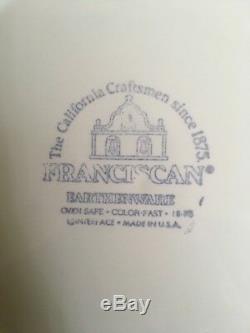 The California Craftsmen since 1875.
FRANCISCAN®
EARTHENWARE
OVEN SAFE • COLOR-FAST •
• MADE IN U.S.A.